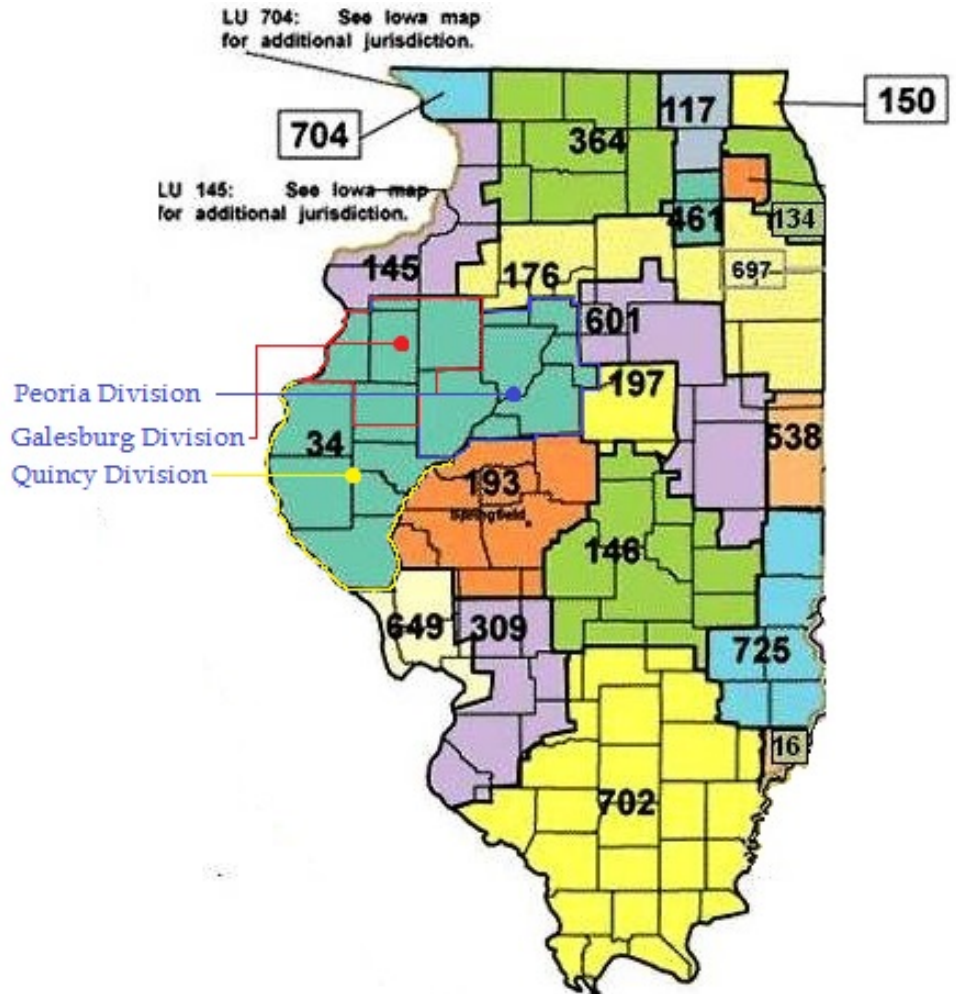 LU 704: See Iowa map
for additional jurisdiction.
704
117
150
364
LU 145: See Iowa map
for additional jurisdiction.
461
134
145
176
697
601
Peoria Division
197
Galesburg Division
34
538
Quincy Division
193
Springfield
146
649
309
725
16
702